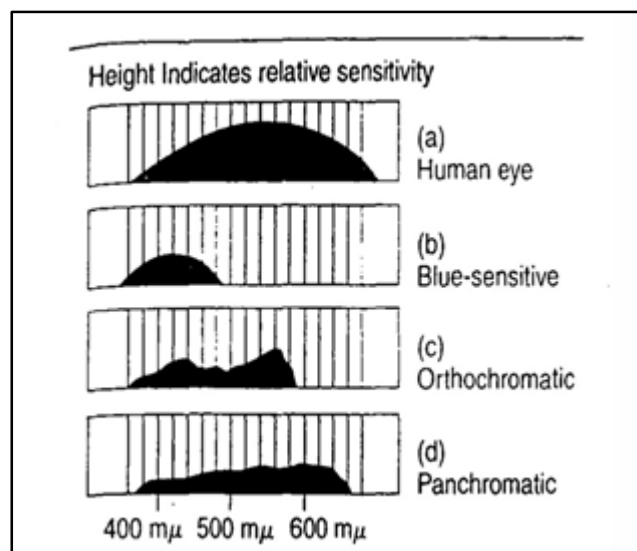 Height Indicates relative sensitivity
(a)
Human eye
(b)
Blue-sensitive
(c)
Orthochromatic
(d)
Panchromatic
400 mμ 500 mμ 600 mμ